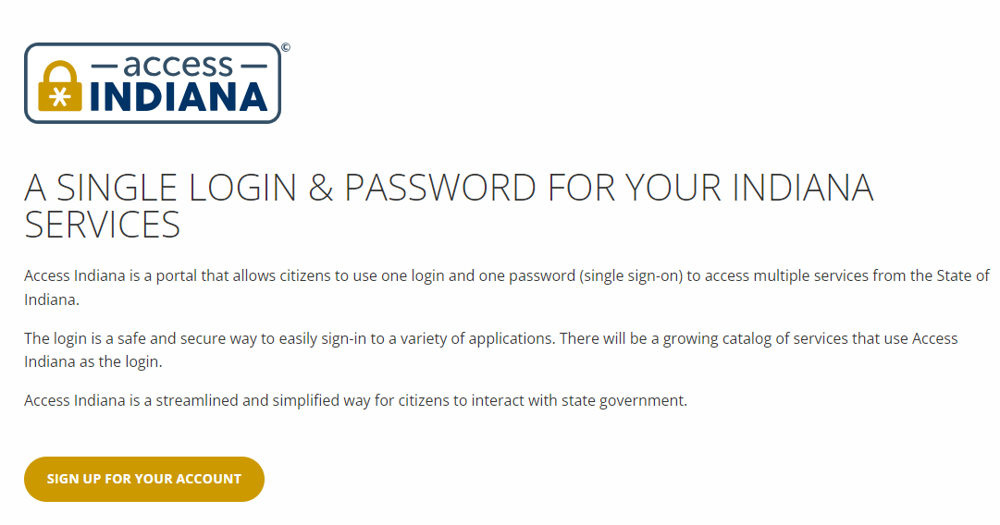 ©
— access —
INDIANA
A SINGLE LOGIN & PASSWORD FOR YOUR INDIANA
SERVICES
Access Indiana is a portal that allows citizens to use one login and one password (single sign-on) to access multiple services from the State of
Indiana.
The login is a safe and secure way to easily sign-in to a variety of applications. There will be a growing catalog of services that use Access
Indiana as the login.
Access Indiana is a streamlined and simplified way for citizens to interact with state government.
SIGN UP FOR YOUR ACCOUNT